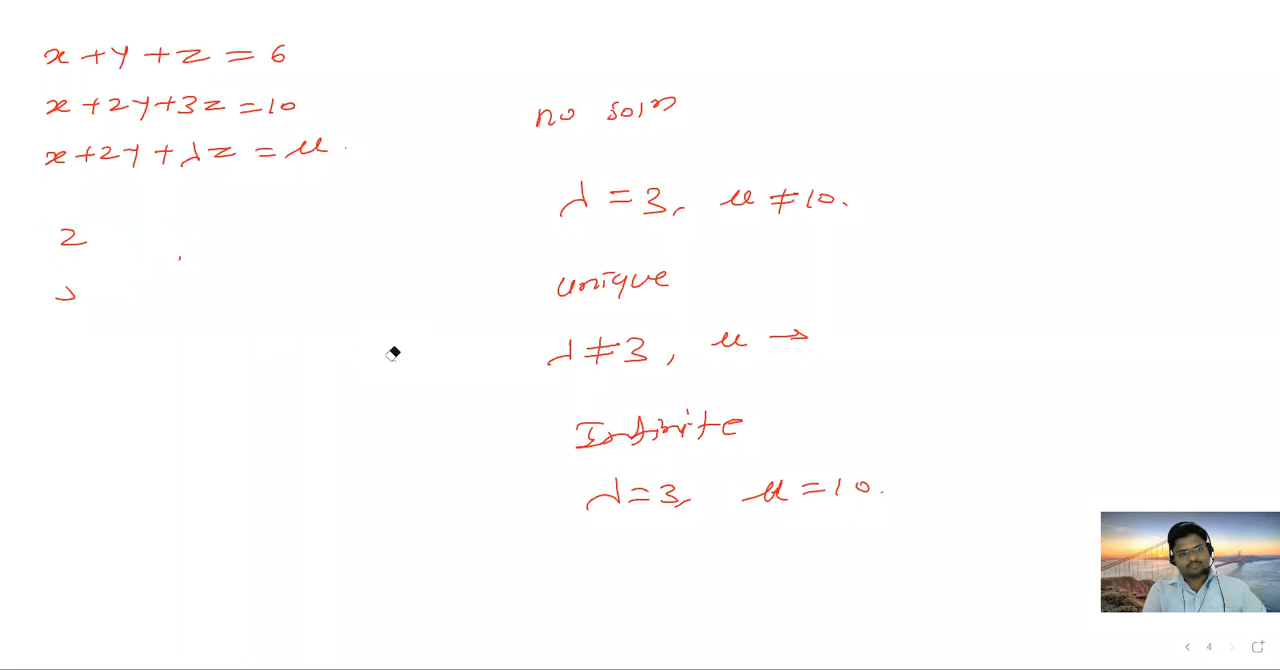 x + y + z = 6
x + 2y + 3z = 10
x + 2y + λz = μ
2
no soln
λ = 3, μ ≠ 10.
unique
λ ≠ 3, μ →
Infinite
λ = 3, μ = 10.
4